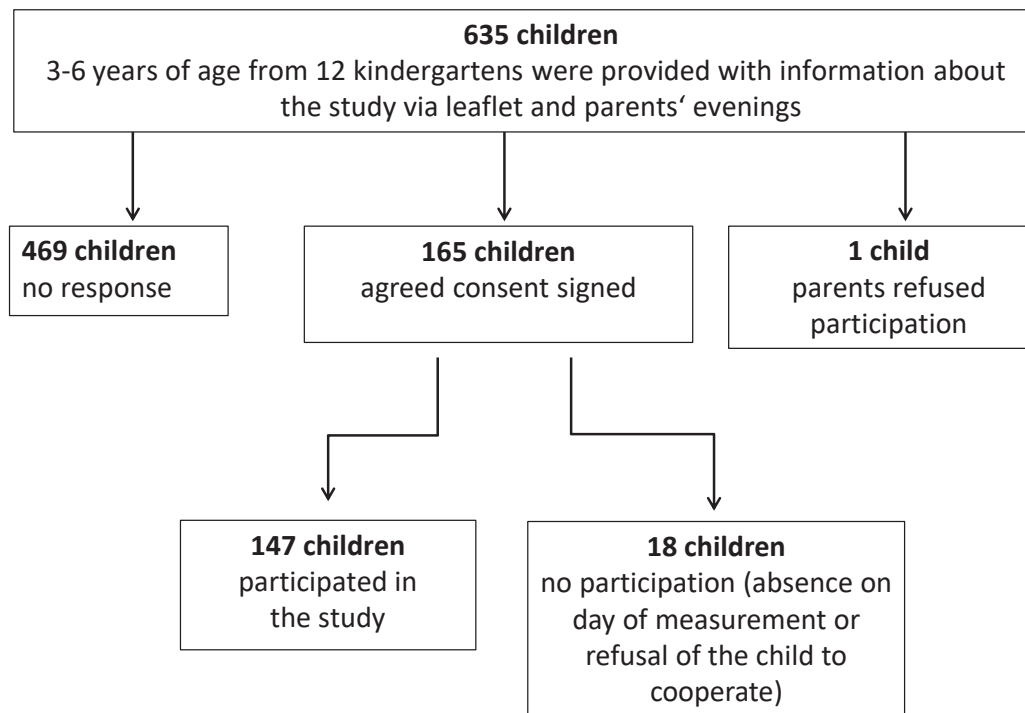 635 children
3-6 years of age from 12 kindergartens were provided with information about
the study via leaflet and parents‘ evenings
469 children
no response
165 children
agreed consent signed
1 child
parents refused
participation
147 children
participated in
the study
18 children
no participation (absence on
day of measurement or
refusal of the child to
cooperate)